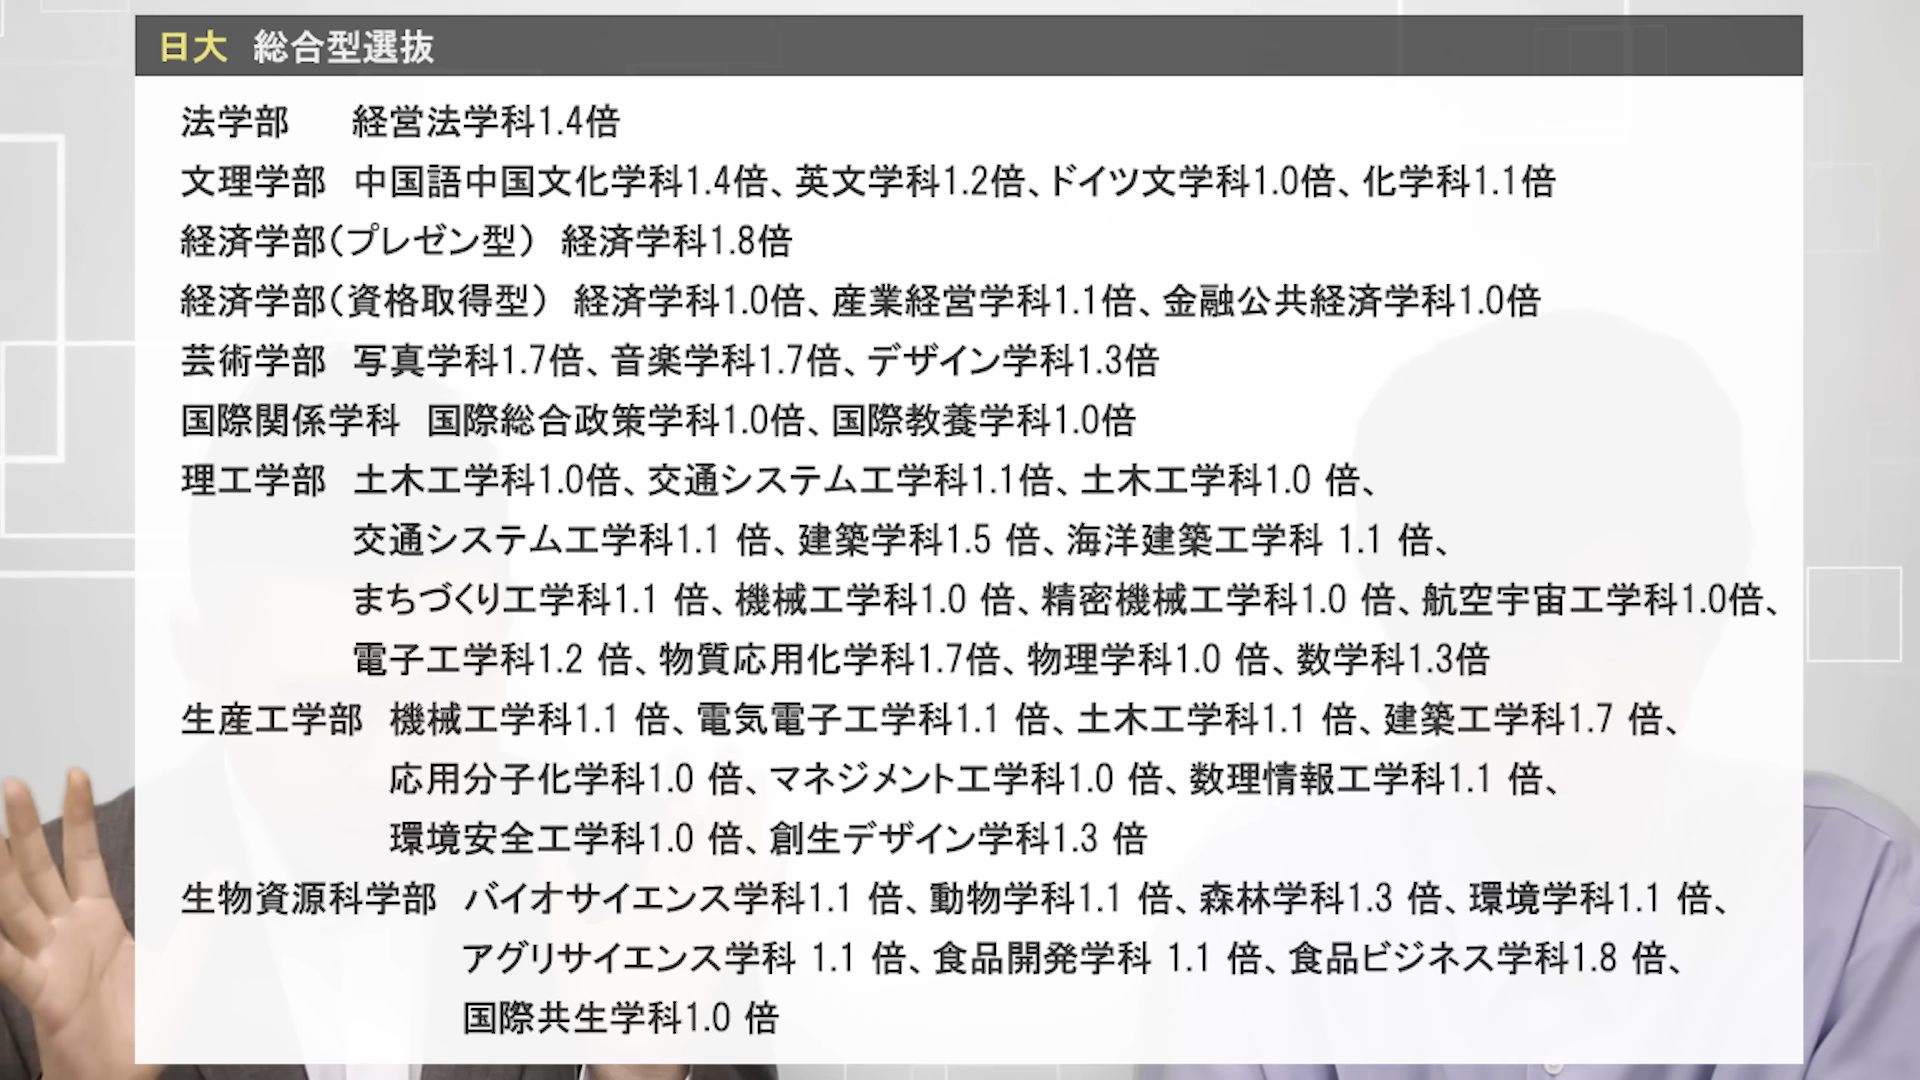 日大 総合型選抜
法学部 経営法学科1.4倍
文理学部 中国語中国文化学科1.4倍、英文学科1.2倍、ドイツ文学科1.0倍、化学科1.1倍
経済学部（プレゼン型） 経済学科1.8倍
経済学部（資格取得型） 経済学科1.0倍、産業経営学科1.1倍、金融公共経済学科1.0倍
芸術学部 写真学科1.7倍、音楽学科1.7倍、デザイン学科1.3倍
国際関係学科 国際総合政策学科1.0倍、国際教養学科1.0倍
理工学部 土木工学科1.0倍、交通システム工学科1.1倍、土木工学科1.0 倍、
交通システム工学科1.1 倍、建築学科1.5 倍、海洋建築工学科 1.1 倍、
まちづくり工学科1.1 倍、機械工学科1.0 倍、精密機械工学科1.0 倍、航空宇宙工学科1.0倍、
電子工学科1.2 倍、物質応用化学科1.7倍、物理学科1.0 倍、数学科1.3倍
生産工学部 機械工学科1.1 倍、電気電子工学科1.1 倍、土木工学科1.1 倍、建築工学科1.7 倍、
応用分子化学科1.0 倍、マネジメント工学科1.0 倍、数理情報工学科1.1 倍、
環境安全工学科1.0 倍、創生デザイン学科1.3 倍
生物資源科学部 バイオサイエンス学科1.1 倍、動物学科1.1 倍、森林学科1.3 倍、環境学科1.1 倍、
アグリサイエンス学科 1.1 倍、食品開発学科 1.1 倍、食品ビジネス学科1.8 倍、
国際共生学科1.0 倍